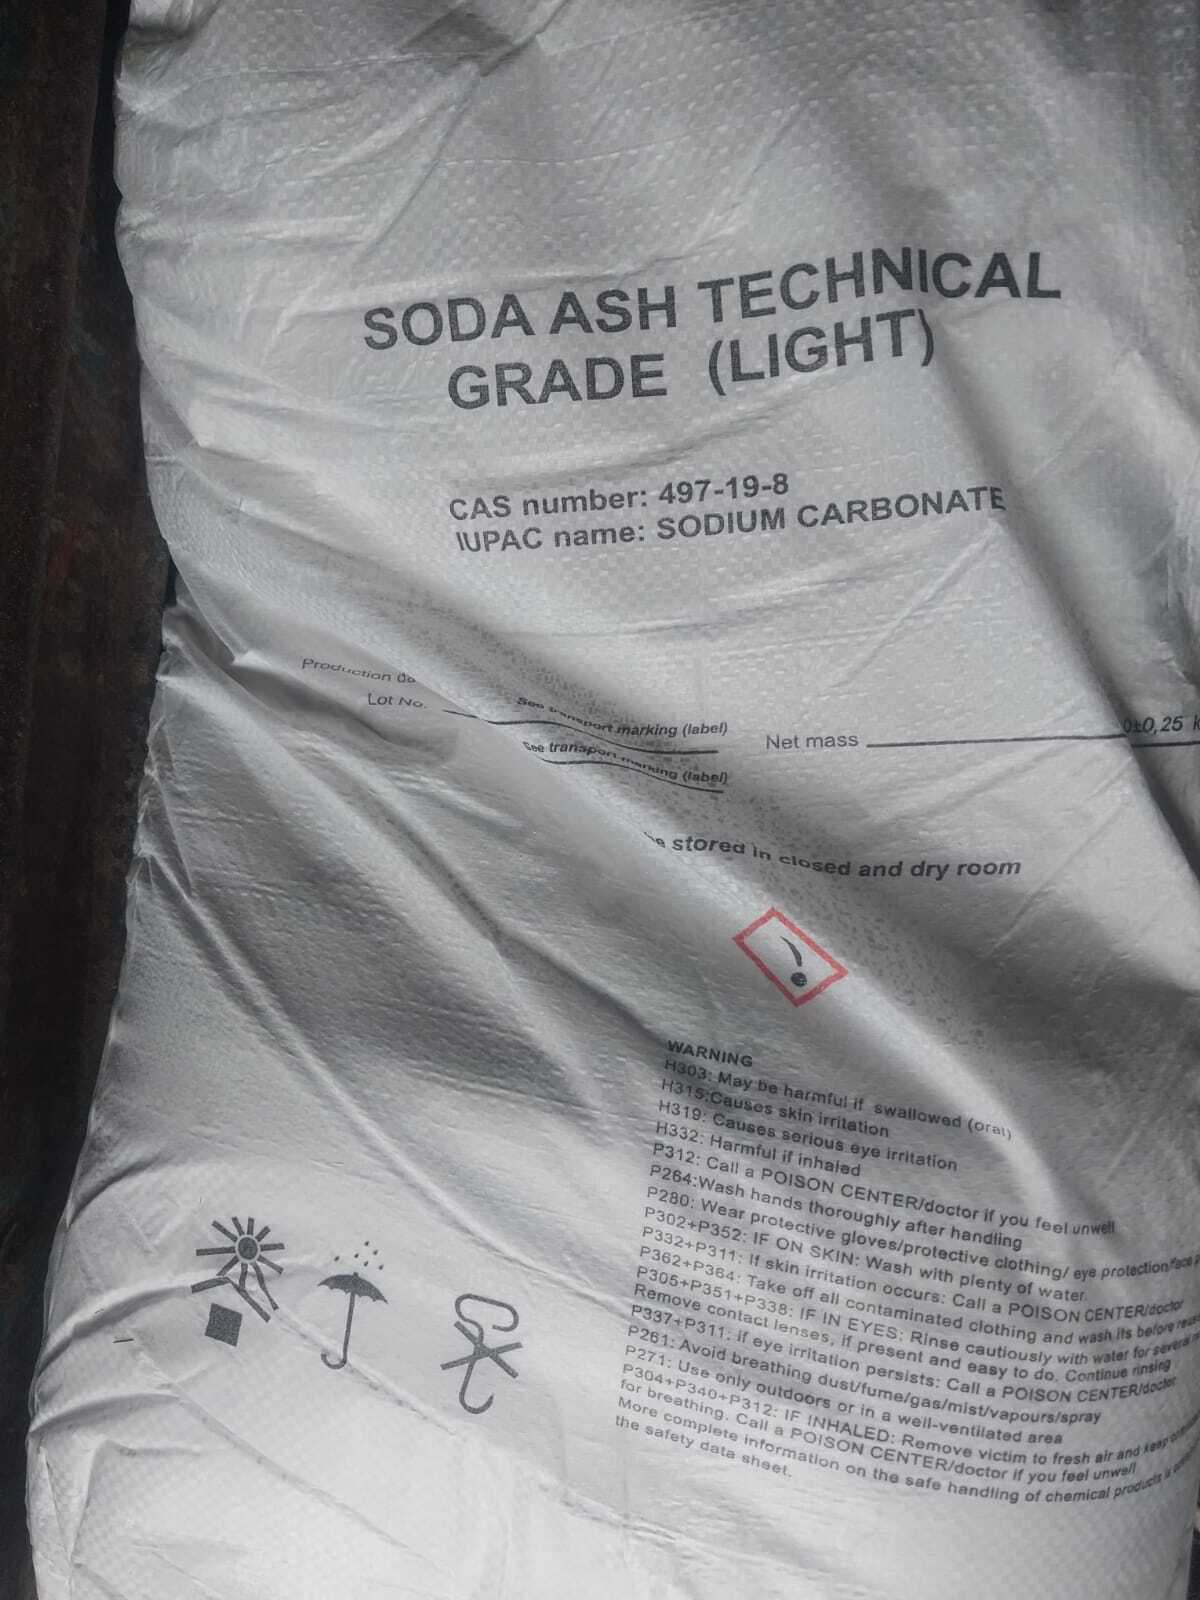 SODA ASH TECHNICAL
GRADE (LIGHT)
CAS number: 497-19-8
IUPAC name: SODIUM CARBONATE
Production
Lot No.
See transport marking (label)
See transport marking (label)
Net mass 0±0,25
stored in closed and dry room
WARNING
H303: May be harmful if swallowed (oral)
H315:Causes skin irritation
H319: Causes serious eye irritation
H332: Harmful if inhaled
P312: Call a POISON CENTER/doctor if you feel unwell
P264:Wash hands thoroughly after handling
P280: Wear protective gloves/protective clothing/ eye protection/face
P302+P352: IF ON SKIN: Wash with plenty of water.
P332+P311: If skin irritation occurs: Call a POISON CENTER/doctor
P362+P364: Take off all contaminated clothing and wash its before
P305+P351+P338: IF IN EYES: Rinse cautiously with water for
Remove contact lenses, if present and easy to do. Continue rinsing
P337+P311: if eye irritation persists: Call a POISON CENTER/doctor
P261: Avoid breathing dust/fume/gas/mist/vapours/spray
P271: Use only outdoors or in a well-ventilated area
P304+P340+P312: IF INHALED: Remove victim to fresh air and keep
for breathing. Call a POISON CENTER/doctor if you feel unwell
More complete information on the safe handling of chemical products
the safety data sheet.